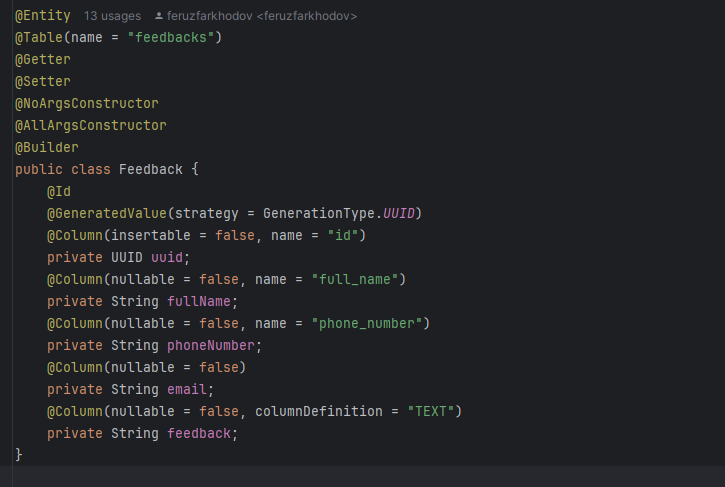 @Entity 13 usages feruzfarkhodov <feruzfarkhodov>
@Table(name = "feedbacks")
@Getter
@Setter
@NoArgsConstructor
@AllArgsConstructor
@Builder
public class Feedback {
    @Id
    @GeneratedValue(strategy = GenerationType.UUID)
    @Column(insertable = false, name = "id")
    private UUID uuid;
    @Column(nullable = false, name = "full_name")
    private String fullName;
    @Column(nullable = false, name = "phone_number")
    private String phoneNumber;
    @Column(nullable = false)
    private String email;
    @Column(nullable = false, columnDefinition = "TEXT")
    private String feedback;
}